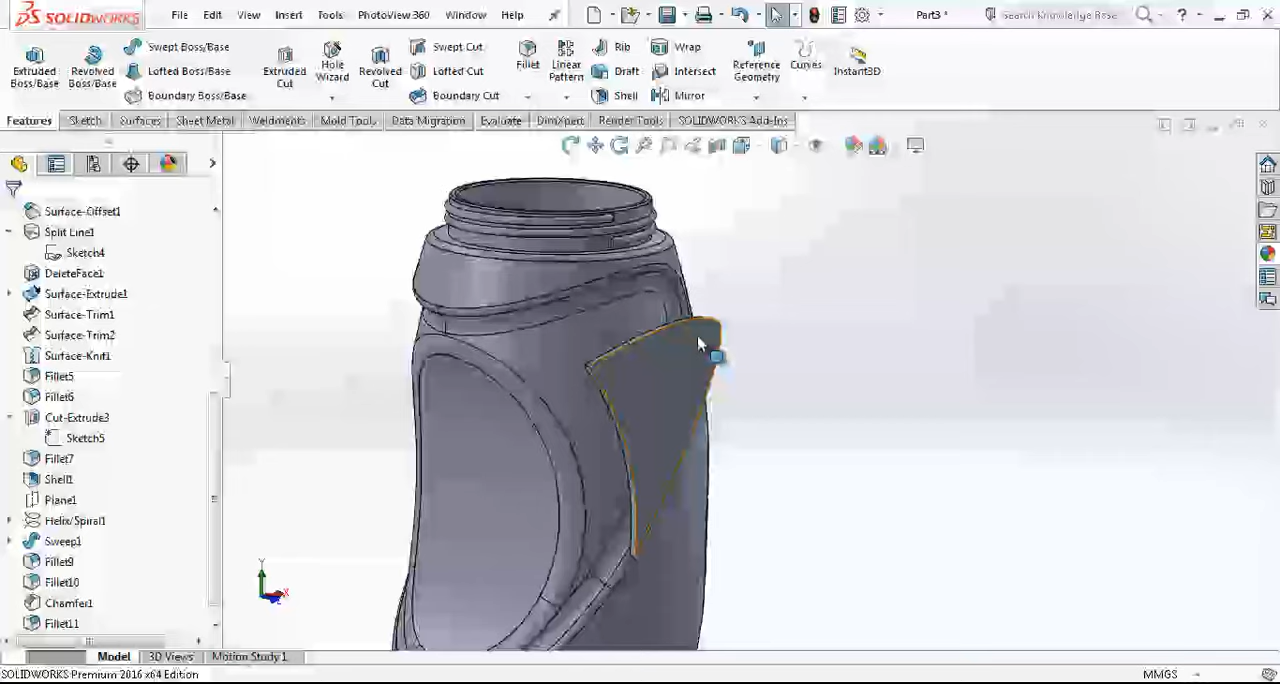 SOLIDWORKS File Edit View Insert Tools PhotoView 360 Window Help Part3 * Search Knowledge Base ?
Swept Boss/Base Swept Cut Rib Wrap
Extruded Boss/Base Revolved Boss/Base Lofted Boss/Base Extruded Cut Hole Wizard Revolved Cut Lofted Cut Fillet Linear Pattern Draft Intersect Reference Geometry Curves Instant3D
Boundary Boss/Base Boundary Cut Shell Mirror
Features Sketch Surfaces Sheet Metal Weldments Mold Tools Data Migration Evaluate DimXpert Render Tools SOLIDWORKS Add-Ins
Surface-Offset1
Split Line1
Sketch4
DeleteFace1
Surface-Extrude1
Surface-Trim1
Surface-Trim2
Surface-Knit1
Fillet5
Fillet6
Cut-Extrude3
Sketch5
Fillet7
Shell1
Plane1
Helix/Spiral1
Sweep1
Fillet9
Fillet10
Chamfer1
Fillet11
Y
X
Z
Model 3D Views Motion Study 1
SOLIDWORKS Premium 2016 x64 Edition MMGS